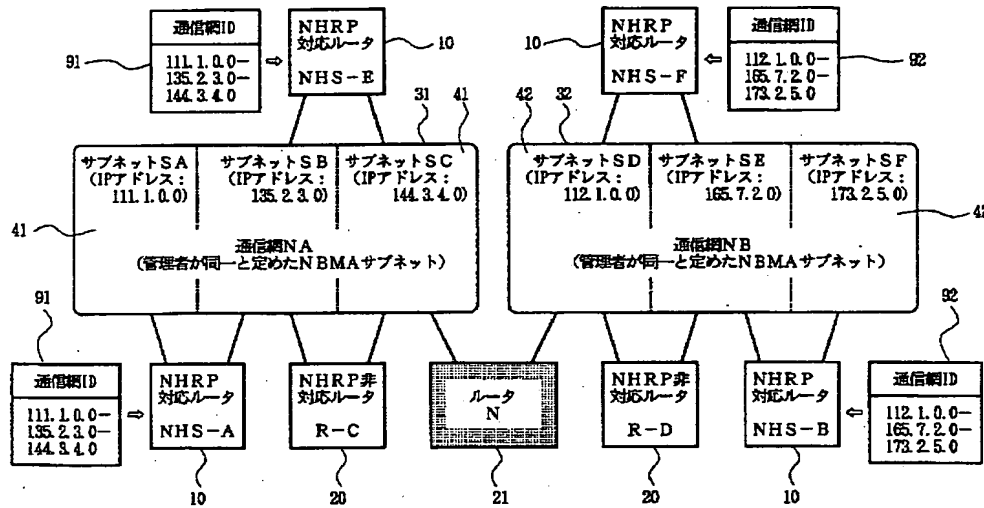 通信網ID
111.1.0.0−
135.2.3.0−
144.3.4.0
91
⇨
NHRP
対応ルータ
NHS−E
10
10
NHRP
対応ルータ
NHS−F
⇦
通信網ID
112.1.0.0−
165.7.2.0−
173.2.5.0
92
31
41
42
32
サブネットSA
(IPアドレス:
111.1.0.0)
サブネットSB
(IPアドレス:
135.2.3.0)
サブネットSC
(IPアドレス:
144.3.4.0)
サブネットSD
(IPアドレス:
112.1.0.0)
サブネットSE
(IPアドレス:
165.7.2.0)
サブネットSF
(IPアドレス:
173.2.5.0)
41
42
通信網NA
(管理者が同一と定めたNBMAサブネット)
通信網NB
(管理者が同一と定めたNBMAサブネット)
91
92
通信網ID
111.1.0.0−
135.2.3.0−
144.3.4.0
⇨
NHRP
対応ルータ
NHS−A
NHRP非
対応ルータ
R−C
ルータ
N
NHRP非
対応ルータ
R−D
NHRP
対応ルータ
NHS−B
⇦
通信網ID
112.1.0.0−
165.7.2.0−
173.2.5.0
10
20
21
20
10